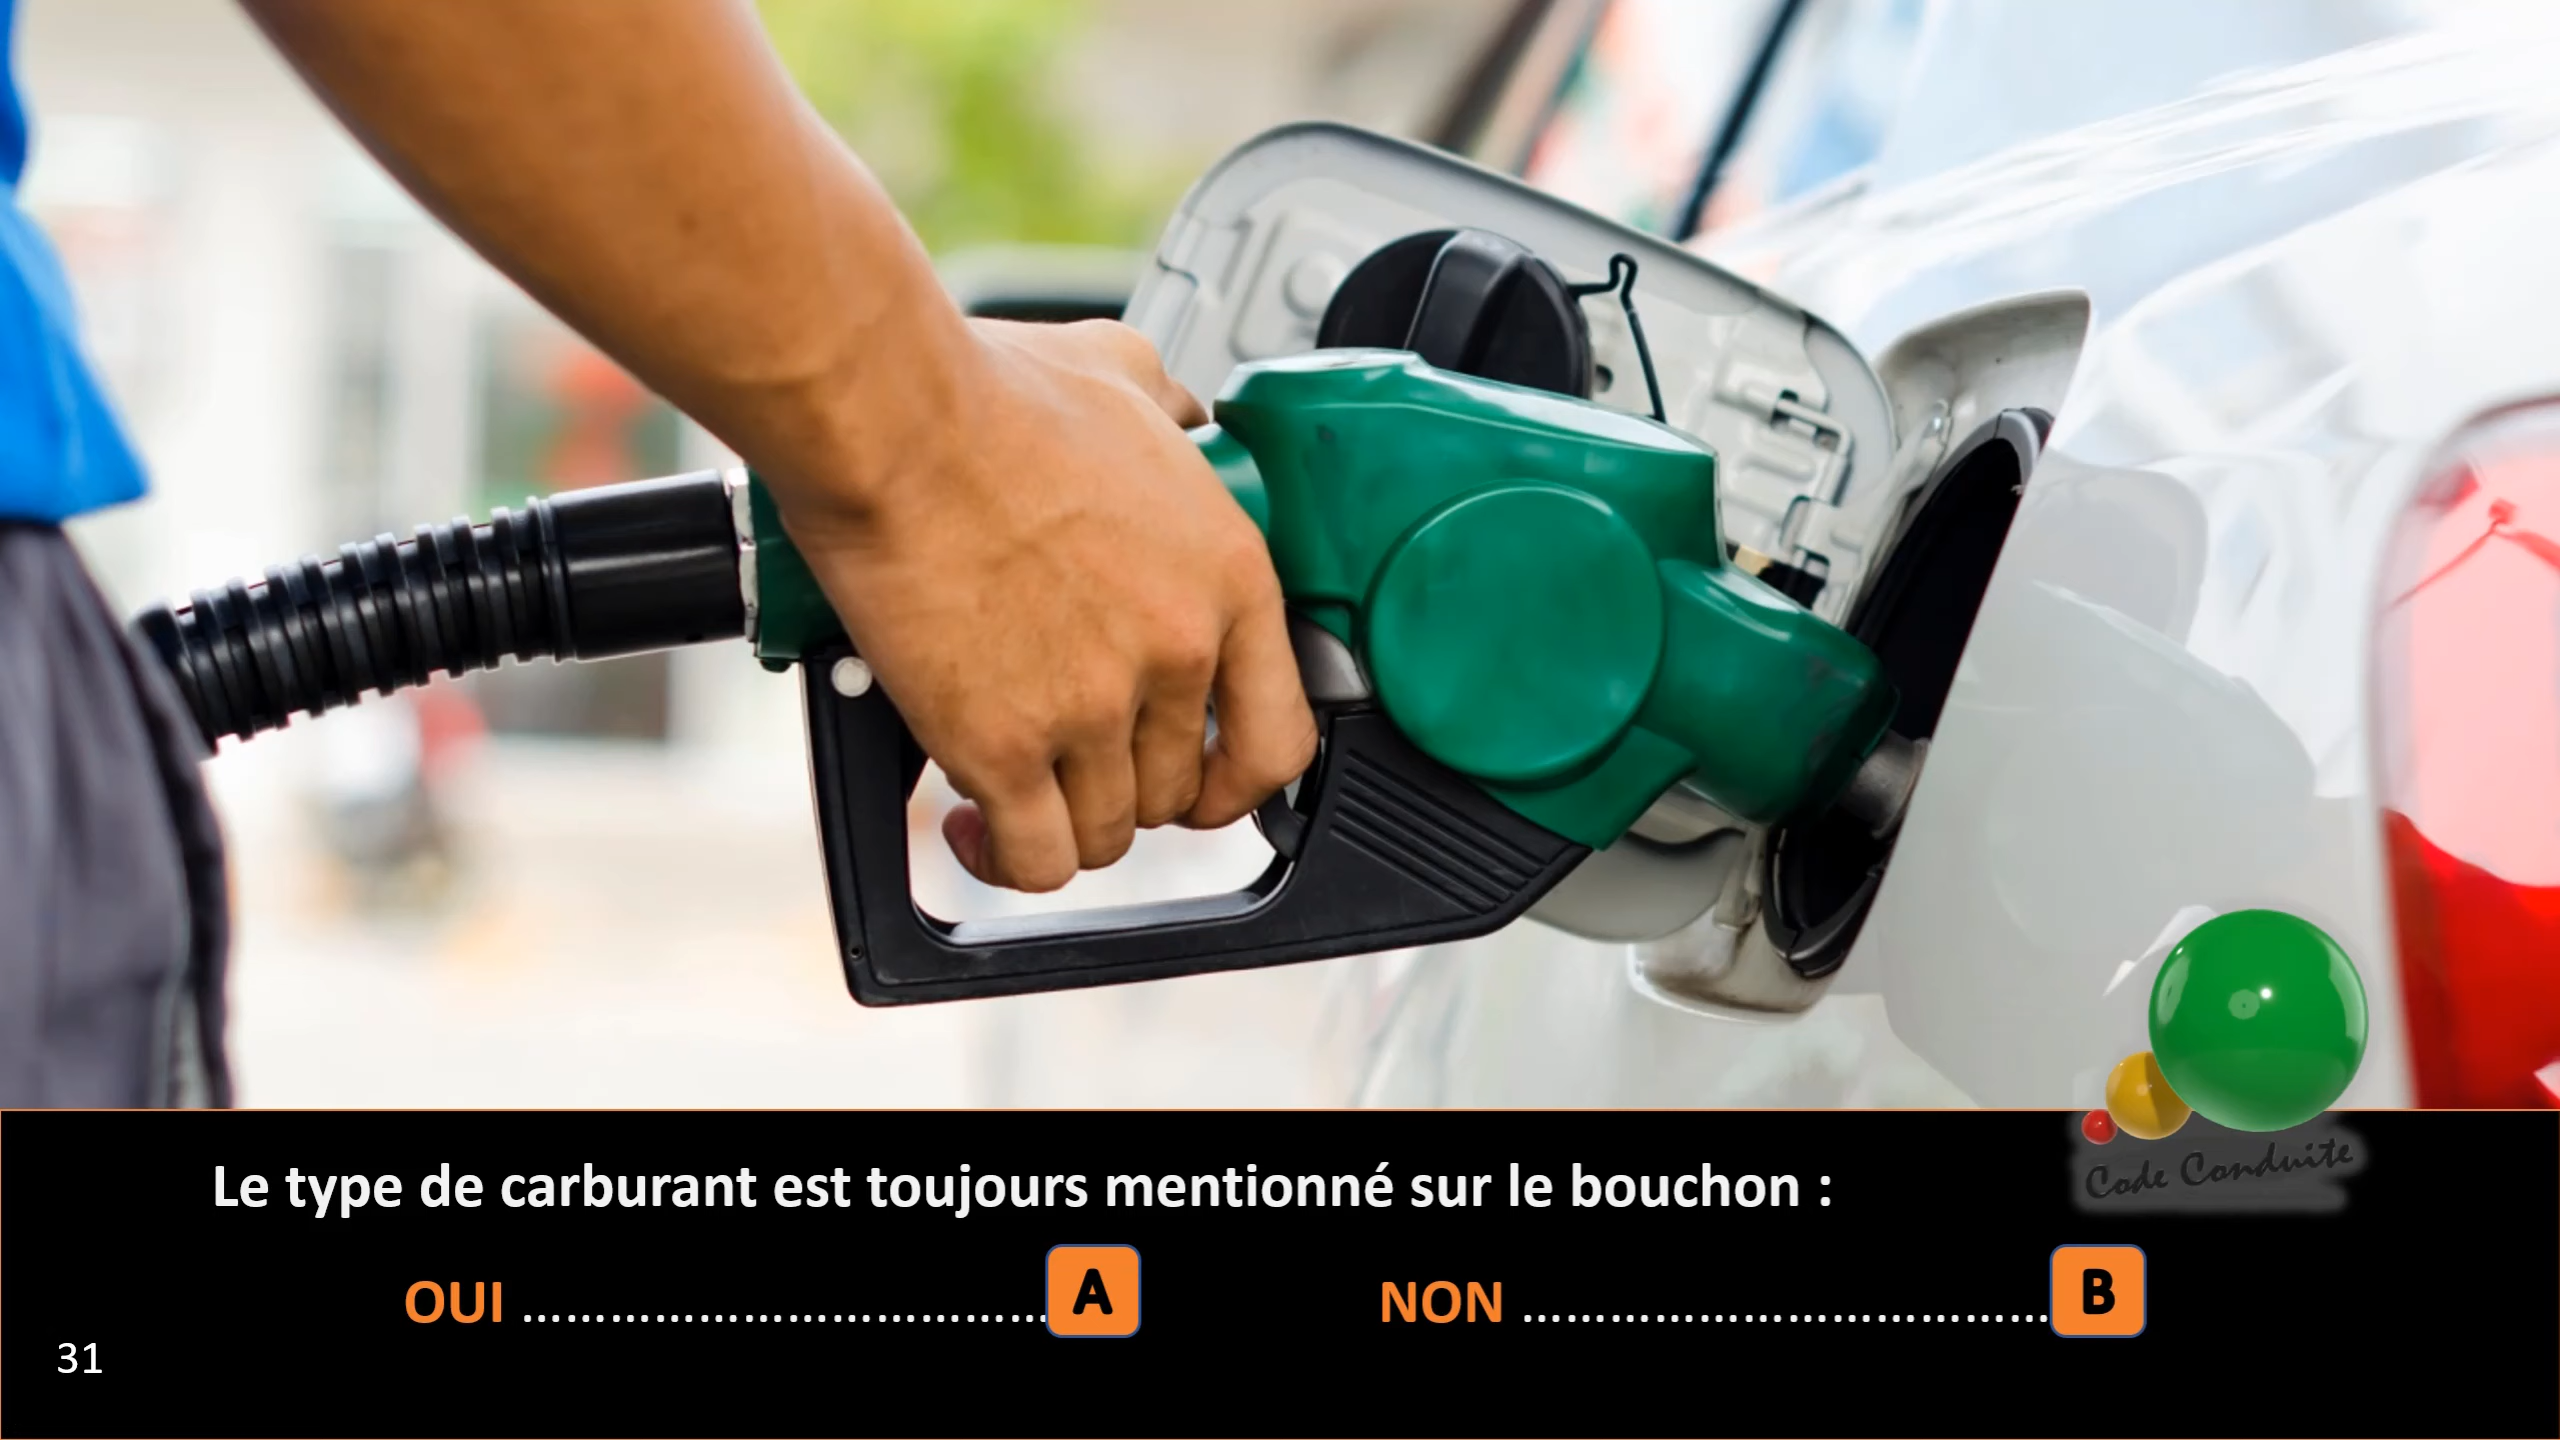 Code Conduite
Le type de carburant est toujours mentionné sur le bouchon :
OUI ........................................ A
NON ........................................ B
31